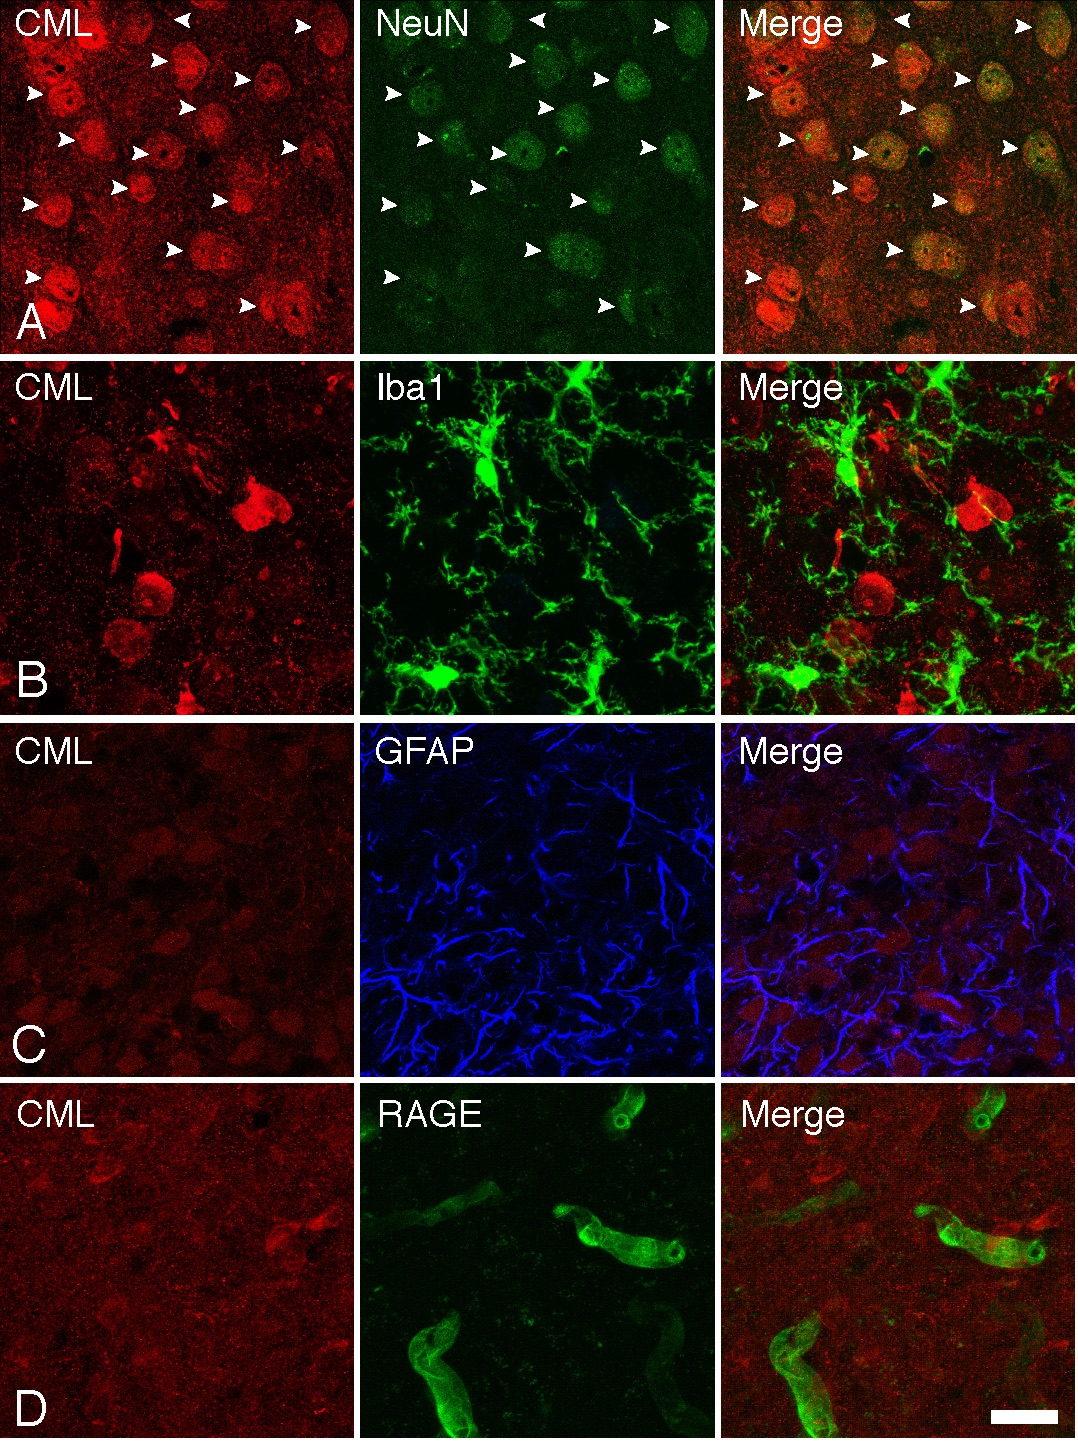 CML NeuN Merge
A
CML Iba1 Merge
B
CML GFAP Merge
C
CML RAGE Merge
D